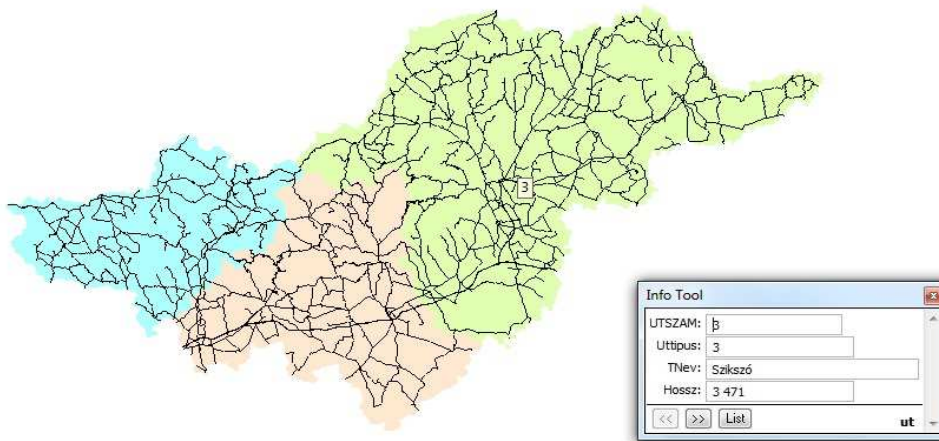 3
Info Tool
UTSZAM: 3
Uttipus: 3
TNev: Szikszó
Hossz: 3 471
<< >> List ut